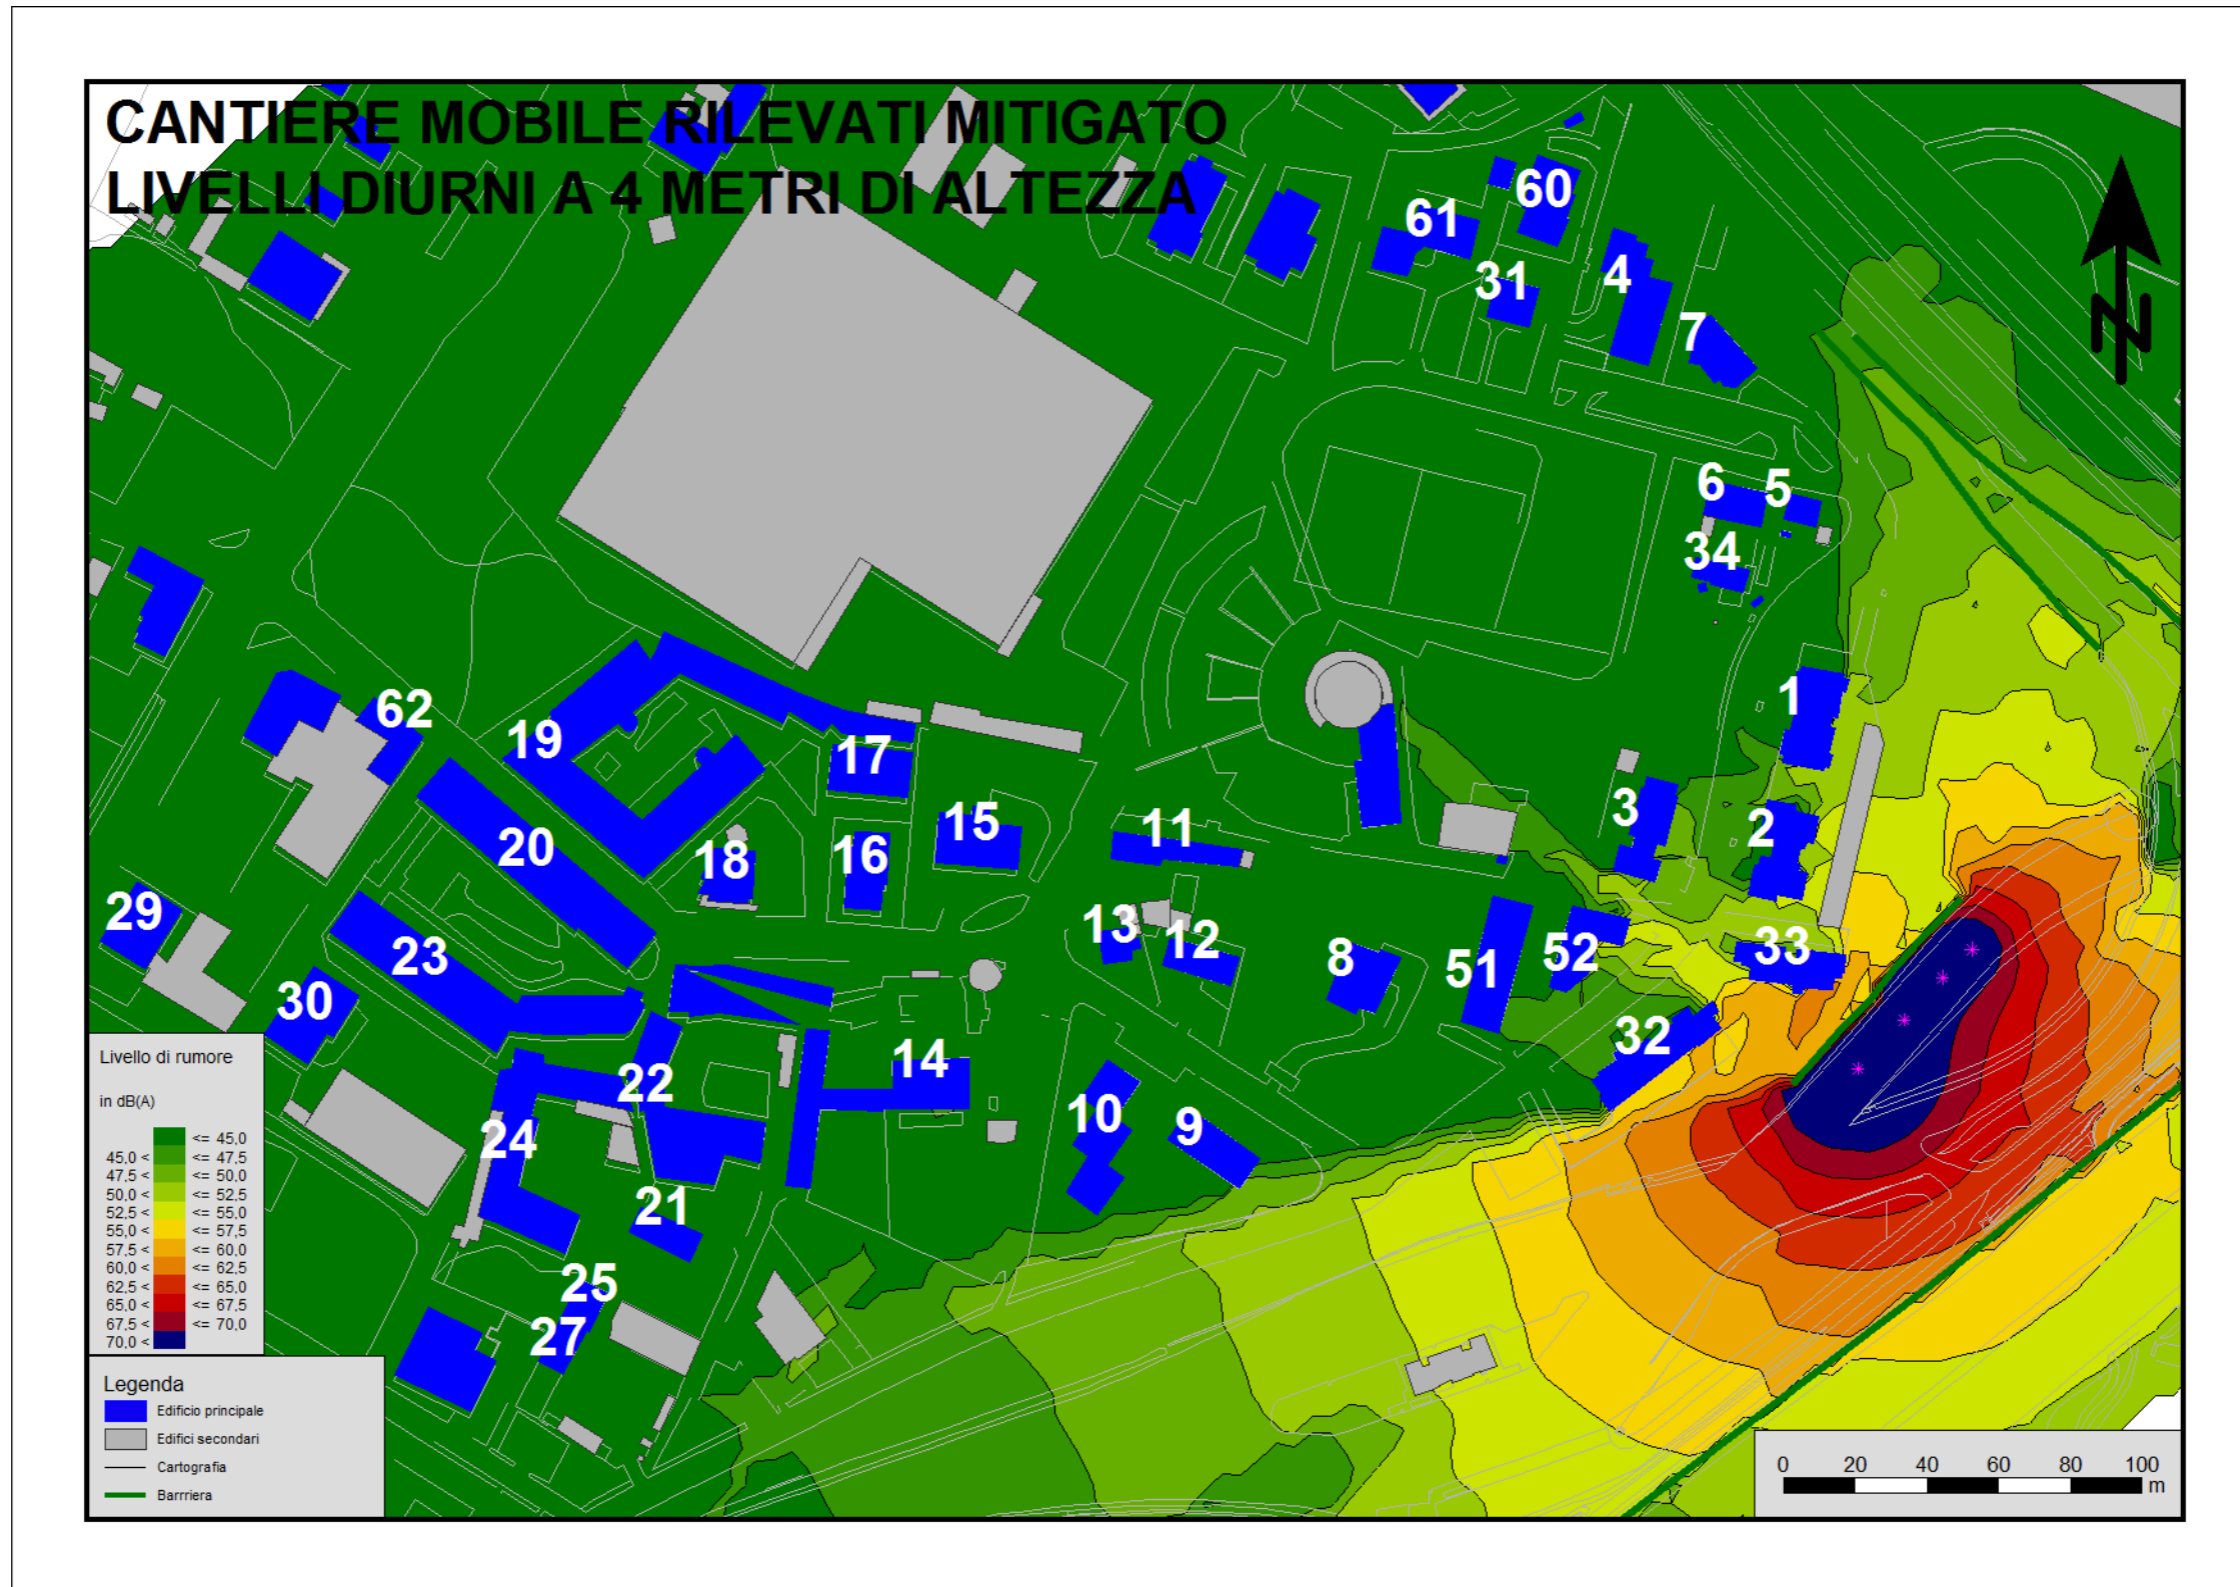 CANTIERE MOBILE RILEVATI MITIGATO
LIVELLI DIURNI A 4 METRI DI ALTEZZA
60
61
31
4
7
N
6
5
34
1
62
19
17
3
2
20
18
16
15
11
29
23
13
12
8
51
52
33
30
32
14
22
10
9
24
21
25
27
Livello di rumore
in dB(A)
<= 45,0
45,0 < <= 47,5
47,5 < <= 50,0
50,0 < <= 52,5
52,5 < <= 55,0
55,0 < <= 57,5
57,5 < <= 60,0
60,0 < <= 62,5
62,5 < <= 65,0
65,0 < <= 67,5
67,5 < <= 70,0
70,0 <
Legenda
Edificio principale
Edifici secondari
Cartografia
Barrriera
0 20 40 60 80 100
m